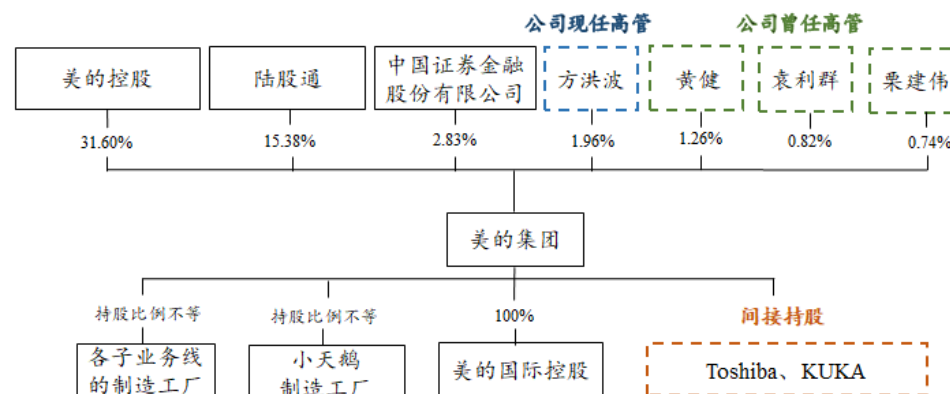 公司现任高管 公司曾任高管
美的控股 陆股通 中国证券金融 方洪波 黄健 袁利群 栗建伟
股份有限公司
31.60% 15.38% 2.83% 1.96% 1.26% 0.82% 0.74%
美的集团
持股比例不等 持股比例不等 100% 间接持股
各子业务线 小天鹅 美的国际控股 Toshiba、KUKA
的制造工厂 制造工厂